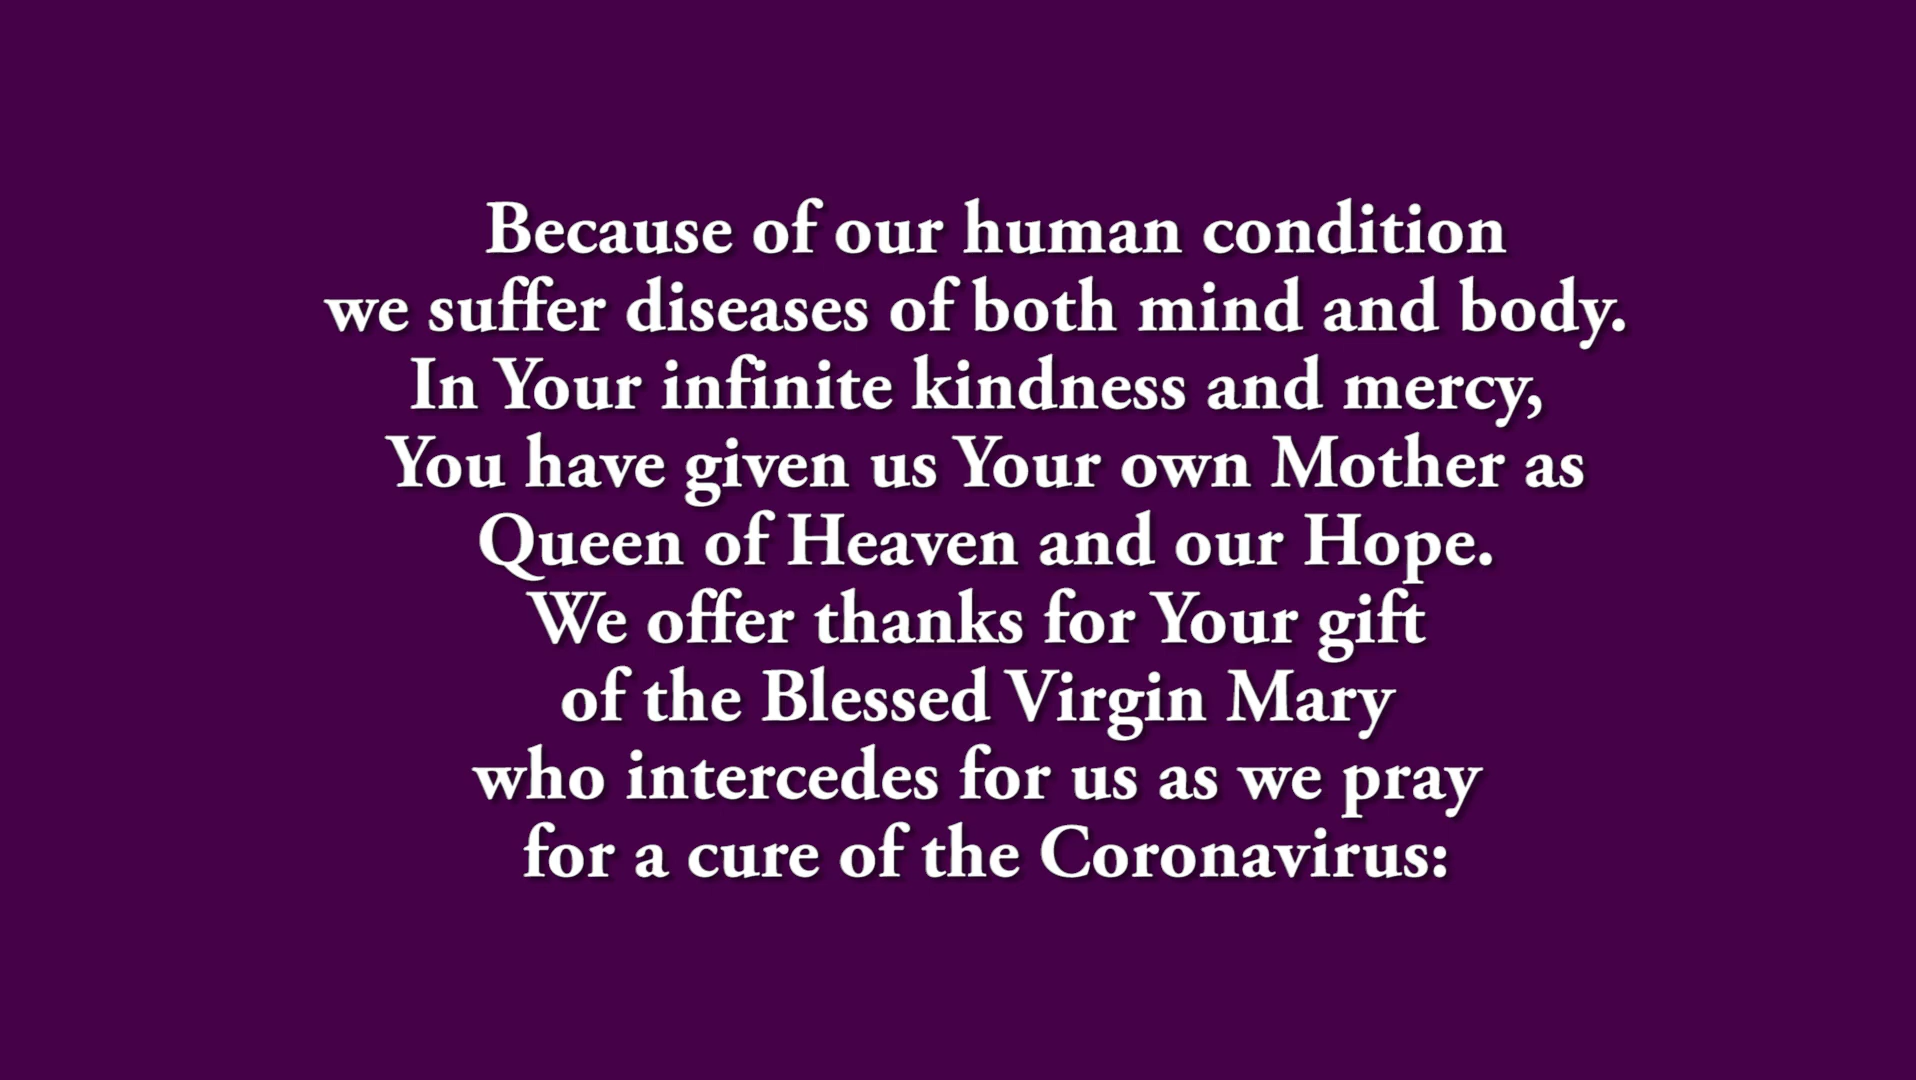 Because of our human condition
we suffer diseases of both mind and body.
In Your infinite kindness and mercy,
You have given us Your own Mother as
Queen of Heaven and our Hope.
We offer thanks for Your gift
of the Blessed Virgin Mary
who intercedes for us as we pray
for a cure of the Coronavirus: